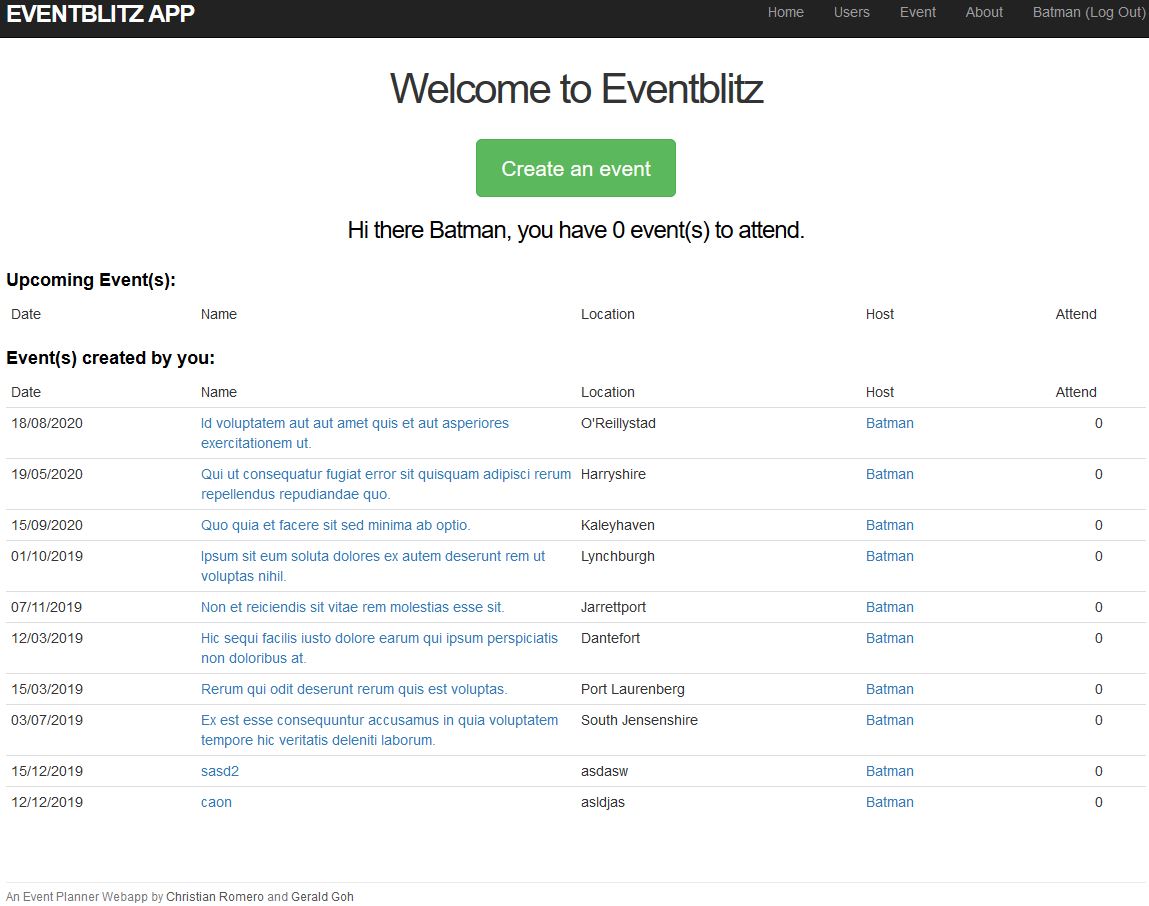 EVENTBLITZ APP Home Users Event About Batman (Log Out)
Welcome to Eventblitz
Create an event
Hi there Batman, you have 0 event(s) to attend.
Upcoming Event(s):
Date Name Location Host Attend
Event(s) created by you:
Date Name Location Host Attend
18/08/2020 Id voluptatem aut aut amet quis et aut asperiores O'Reillystad Batman 0
exercitationem ut.
19/05/2020 Qui ut consequatur fugiat error sit quisquam adipisci rerum Harryshire Batman 0
repellendus repudiandae quo.
15/09/2020 Quo quia et facere sit sed minima ab optio. Kaleyhaven Batman 0
01/10/2019 Ipsum sit eum soluta dolores ex autem deserunt rem ut Lynchburgh Batman 0
voluptas nihil.
07/11/2019 Non et reiciendis sit vitae rem molestias esse sit. Jarrettport Batman 0
12/03/2019 Hic sequi facilis iusto dolore earum qui ipsum perspiciatis Dantefort Batman 0
non doloribus at.
15/03/2019 Rerum qui odit deserunt rerum quis est voluptas. Port Laurenberg Batman 0
03/07/2019 Ex est esse consequuntur accusamus in quia voluptatem South Jensenshire Batman 0
tempore hic veritatis deleniti laborum.
15/12/2019 sasd2 asdasw Batman 0
12/12/2019 caon asldjas Batman 0
An Event Planner Webapp by Christian Romero and Gerald Goh